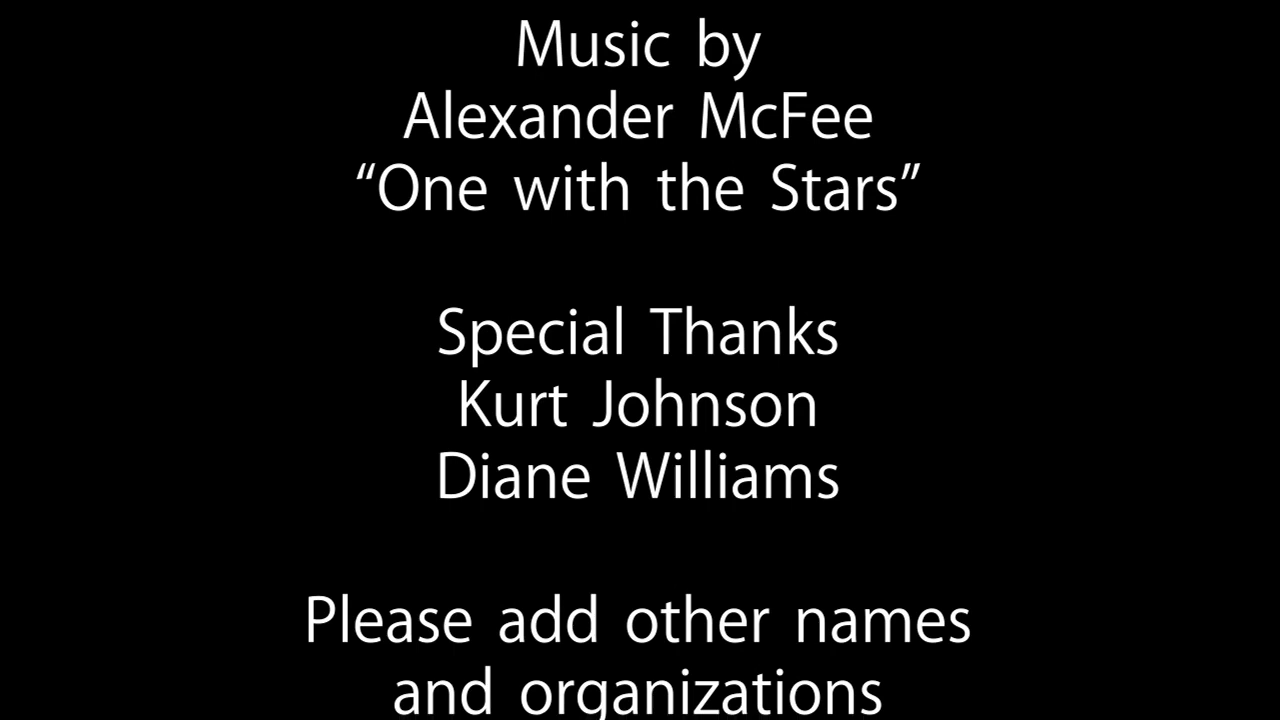 Music by
Alexander McFee
“One with the Stars”
Special Thanks
Kurt Johnson
Diane Williams
Please add other names
and organizations